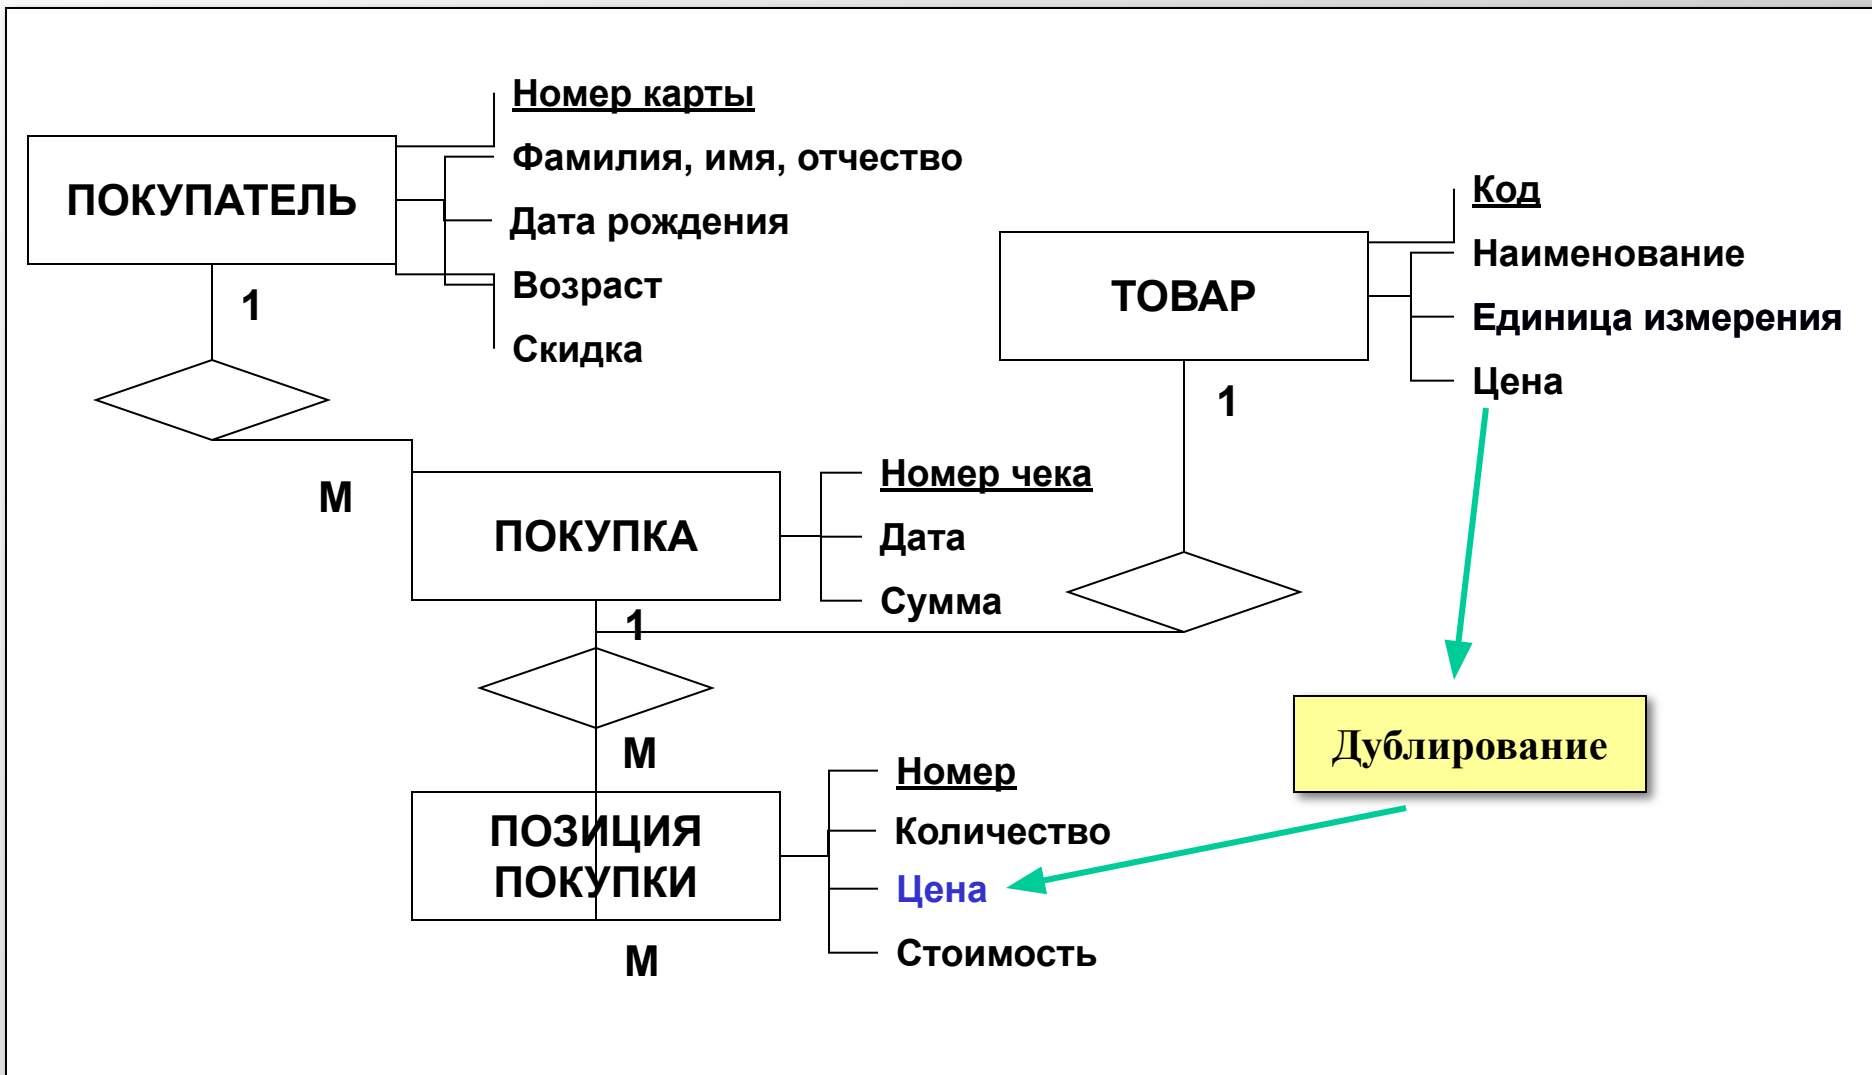 Номер карты
Фамилия, имя, отчество
ПОКУПАТЕЛЬ
Дата рождения
Возраст
Скидка
1
Код
Наименование
ТОВАР
Единица измерения
Цена
1
М
Номер чека
ПОКУПКА
Дата
Сумма
1
М
Дублирование
Номер
ПОЗИЦИЯ
ПОКУПКИ
Количество
Цена
Стоимость
М